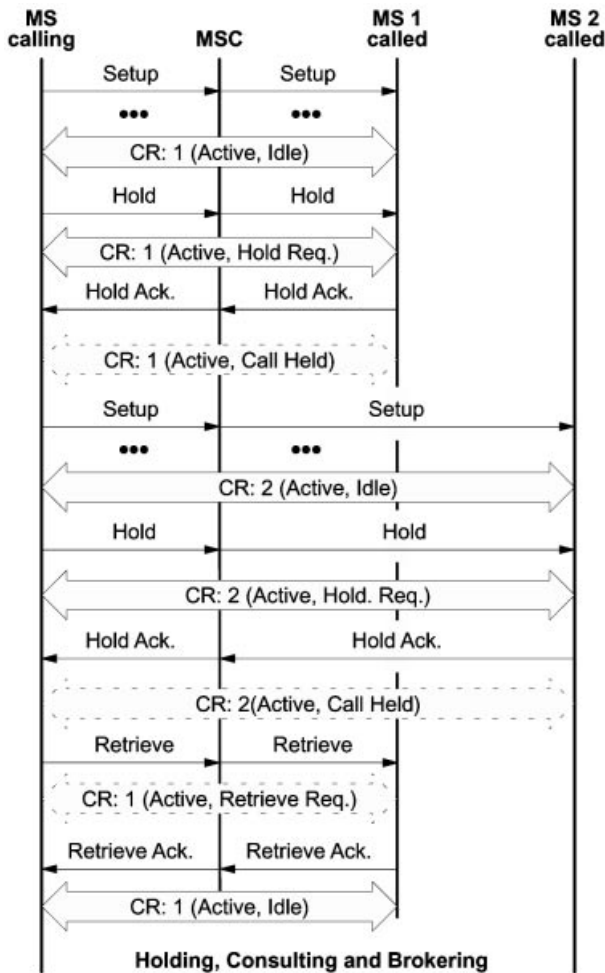 MS calling MSC MS 1 called MS 2 called
Setup Setup
••• •••
CR: 1 (Active, Idle)
Hold Hold
CR: 1 (Active, Hold Req.)
Hold Ack. Hold Ack.
CR: 1 (Active, Call Held)
Setup Setup
••• •••
CR: 2 (Active, Idle)
Hold Hold
CR: 2 (Active, Hold. Req.)
Hold Ack. Hold Ack.
CR: 2(Active, Call Held)
Retrieve Retrieve
CR: 1 (Active, Retrieve Req.)
Retrieve Ack. Retrieve Ack.
CR: 1 (Active, Idle)
Holding, Consulting and Brokering